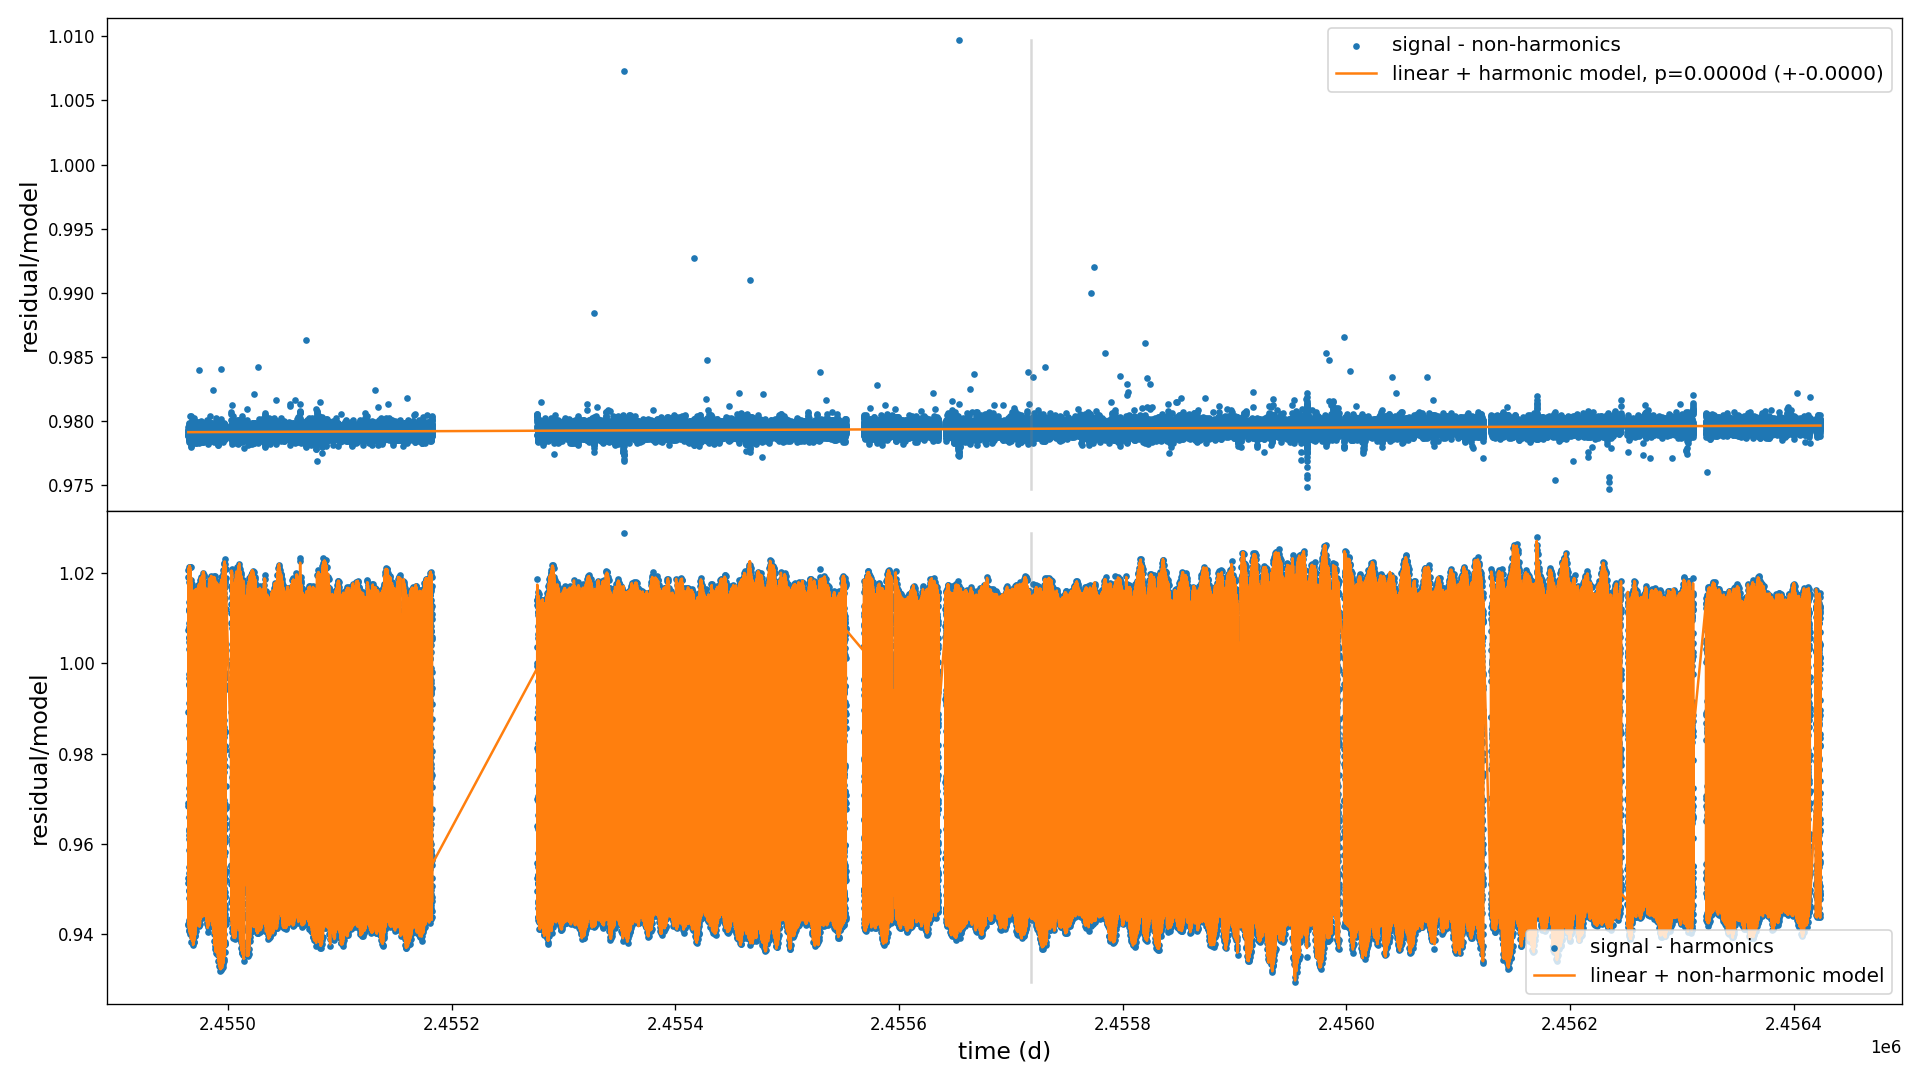 1.010
1.005
1.000
0.995
0.990
0.985
0.980
0.975
residual/model
signal - non-harmonics
linear + harmonic model, p=0.0000d (+-0.0000)
1.02
1.00
0.98
0.96
0.94
residual/model
signal - harmonics
linear + non-harmonic model
2.4550
2.4552
2.4554
2.4556
2.4558
2.4560
2.4562
2.4564
1e6
time (d)